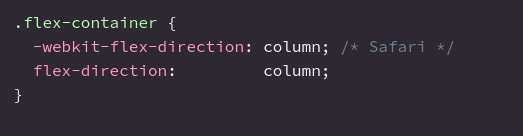 .flex-container {
  -webkit-flex-direction: column; /* Safari */
  flex-direction:         column;
}